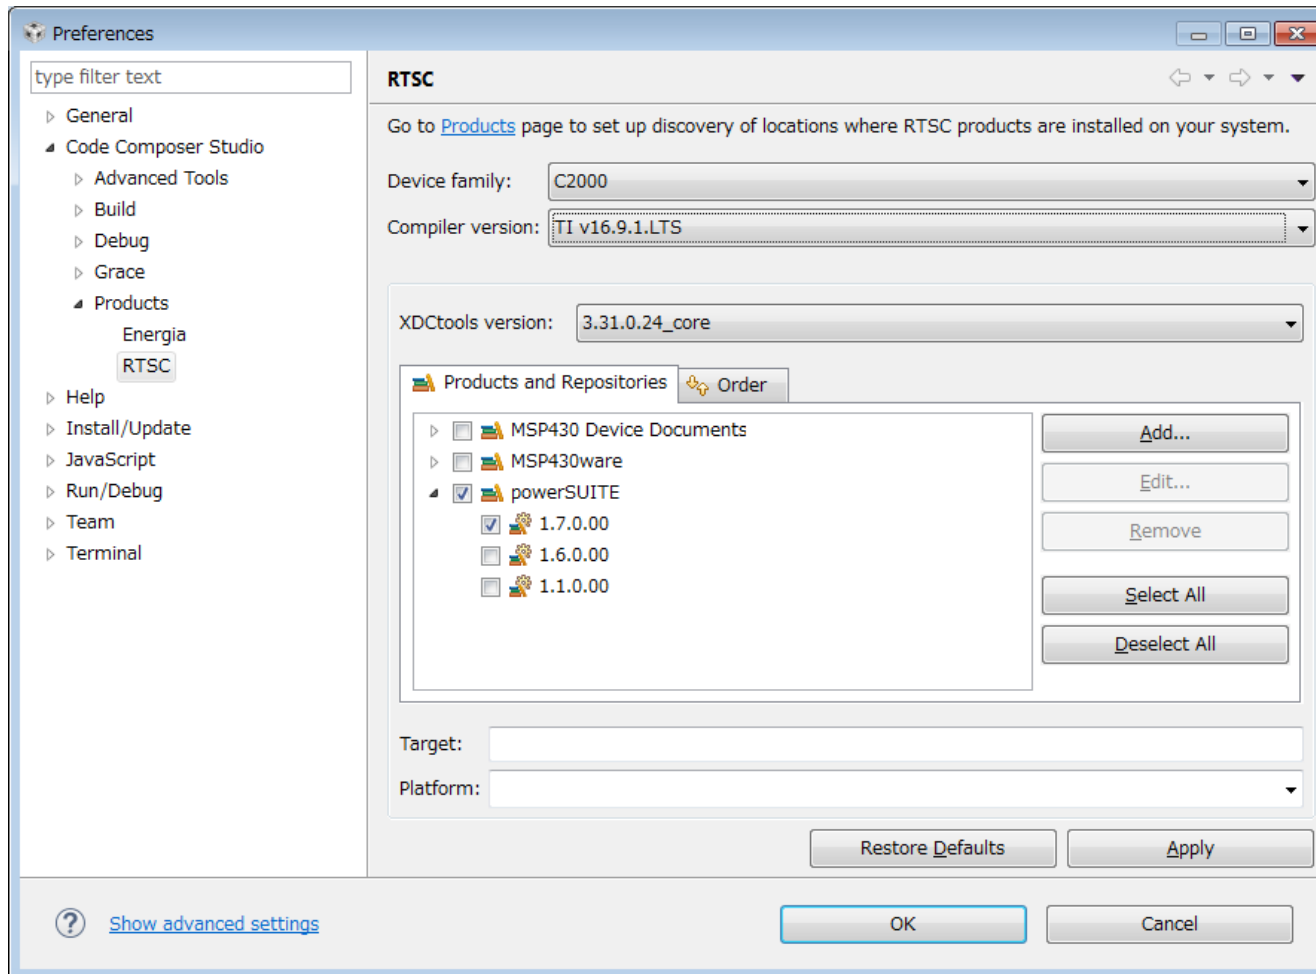 Preferences
type filter text
General
Code Composer Studio
Advanced Tools
Build
Debug
Grace
Products
Energia
RTSC
Help
Install/Update
JavaScript
Run/Debug
Team
Terminal
RTSC
Go to Products page to set up discovery of locations where RTSC products are installed on your system.
Device family: C2000
Compiler version: TI v16.9.1.LTS
XDCtools version: 3.31.0.24_core
Products and Repositories Order
MSP430 Device Documents
MSP430ware
powerSUITE
1.7.0.00
1.6.0.00
1.1.0.00
Add...
Edit...
Remove
Select All
Deselect All
Target:
Platform:
Restore Defaults Apply
? Show advanced settings OK Cancel